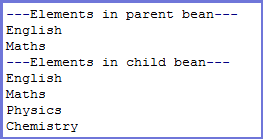 ---Elements in parent bean---
English
Maths
---Elements in child bean---
English
Maths
Physics
Chemistry